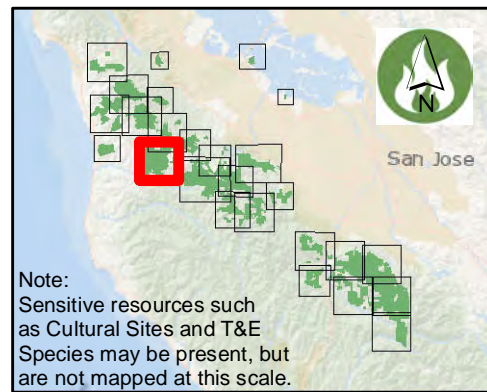 N
San Jose
Note:
Sensitive resources such
as Cultural Sites and T&E
Species may be present, but
are not mapped at this scale.